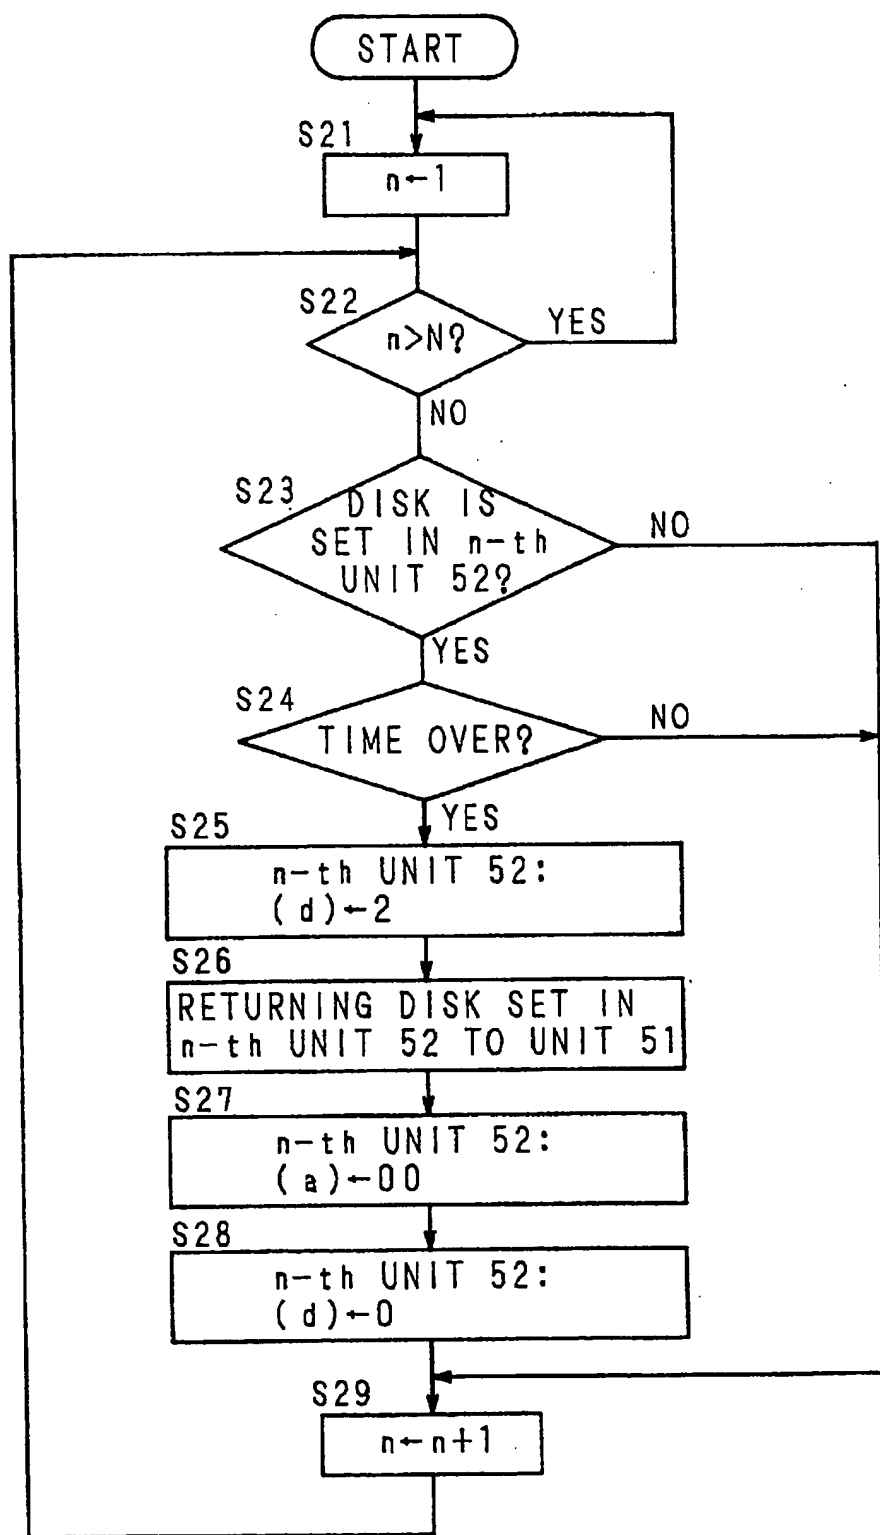 START
S21
n←1
S22
n>N?
YES
NO
S23
DISK IS
SET IN n-th
UNIT 52?
NO
YES
S24
TIME OVER?
NO
YES
S25
n-th UNIT 52:
(d)←2
S26
RETURNING DISK SET IN
n-th UNIT 52 TO UNIT 51
S27
n-th UNIT 52:
(a)←00
S28
n-th UNIT 52:
(d)←0
S29
n←n+1